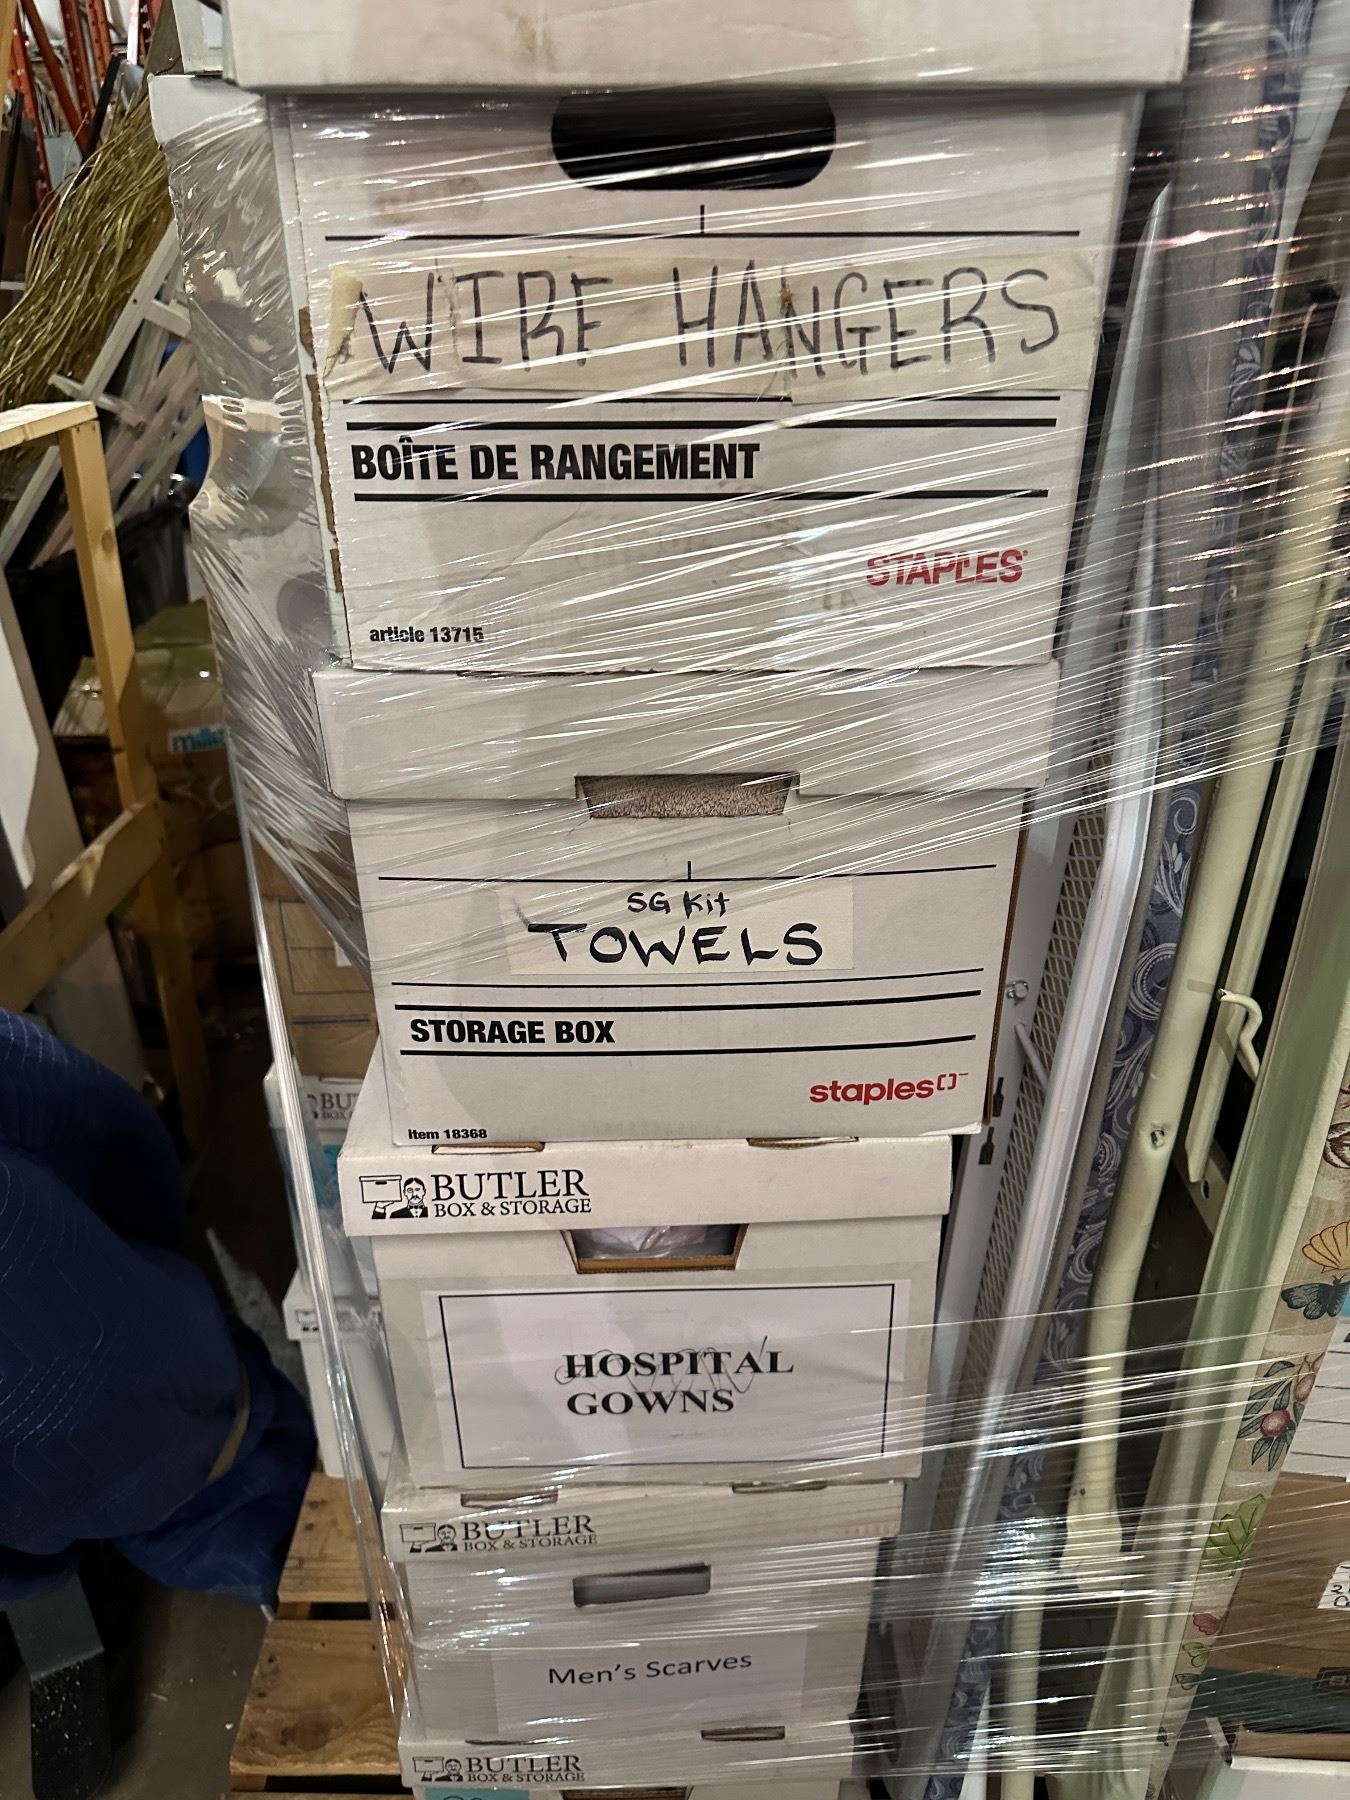 WIRE HANGERS
BOÎTE DE RANGEMENT
STAPLES
article 13715
SG Kit
TOWELS
STORAGE BOX
staples
item 18368
BUTLER
BOX & STORAGE
HOSPITAL
GOWNS
BUTLER
BOX & STORAGE
Men's Scarves
BUTLER
BOX & STORAGE